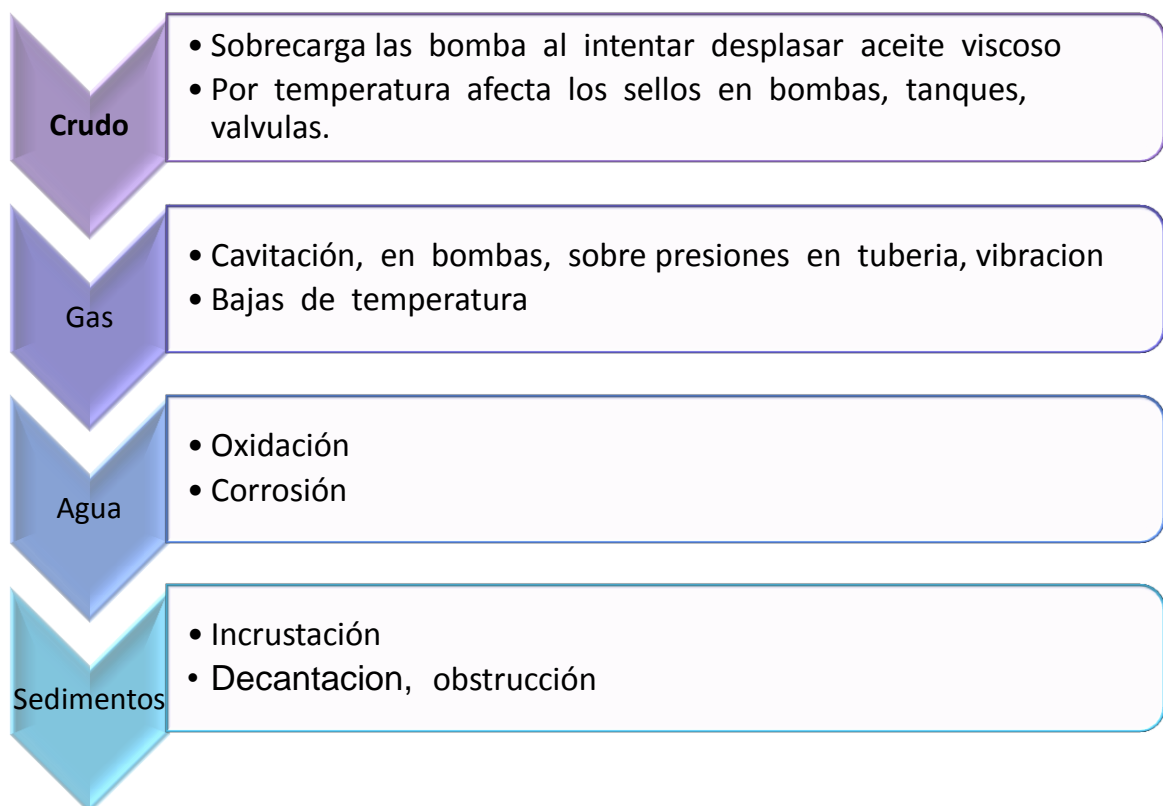 Crudo
• Sobrecarga las bomba al intentar desplasar aceite viscoso
• Por temperatura afecta los sellos en bombas, tanques,
valvulas.
Gas
• Cavitación, en bombas, sobre presiones en tuberia, vibracion
• Bajas de temperatura
Agua
• Oxidación
• Corrosión
Sedimentos
• Incrustación
• Decantacion, obstrucción